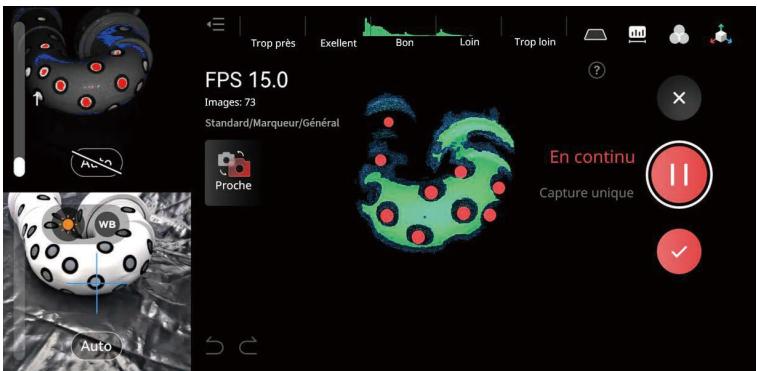 Trop près
Exellent
Bon
Loin
Trop loin
FPS 15.0
Images: 73
Standard/Marqueur/Général
Proche
?
En continu
Capture unique
Auto
WB
Auto